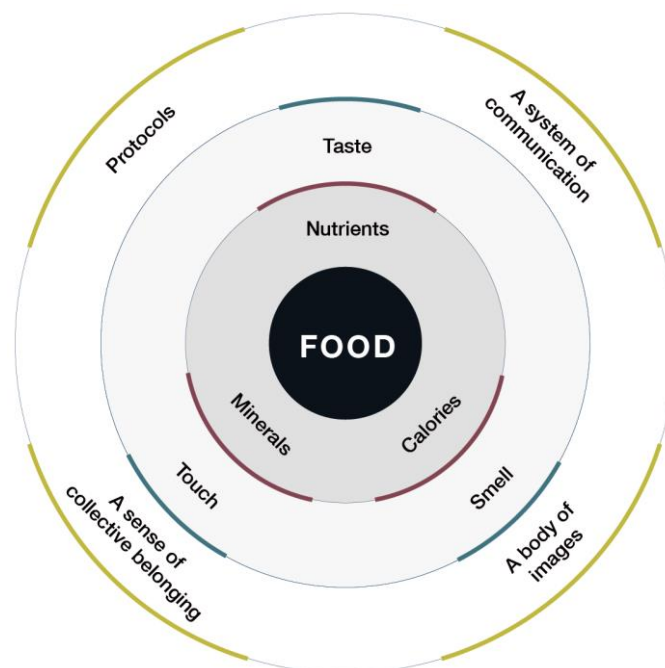 Protocols
A system of
communication
Taste
Nutrients
FOOD
Minerals
Calories
Touch
Smell
A sense of
collective belonging
A body of
images